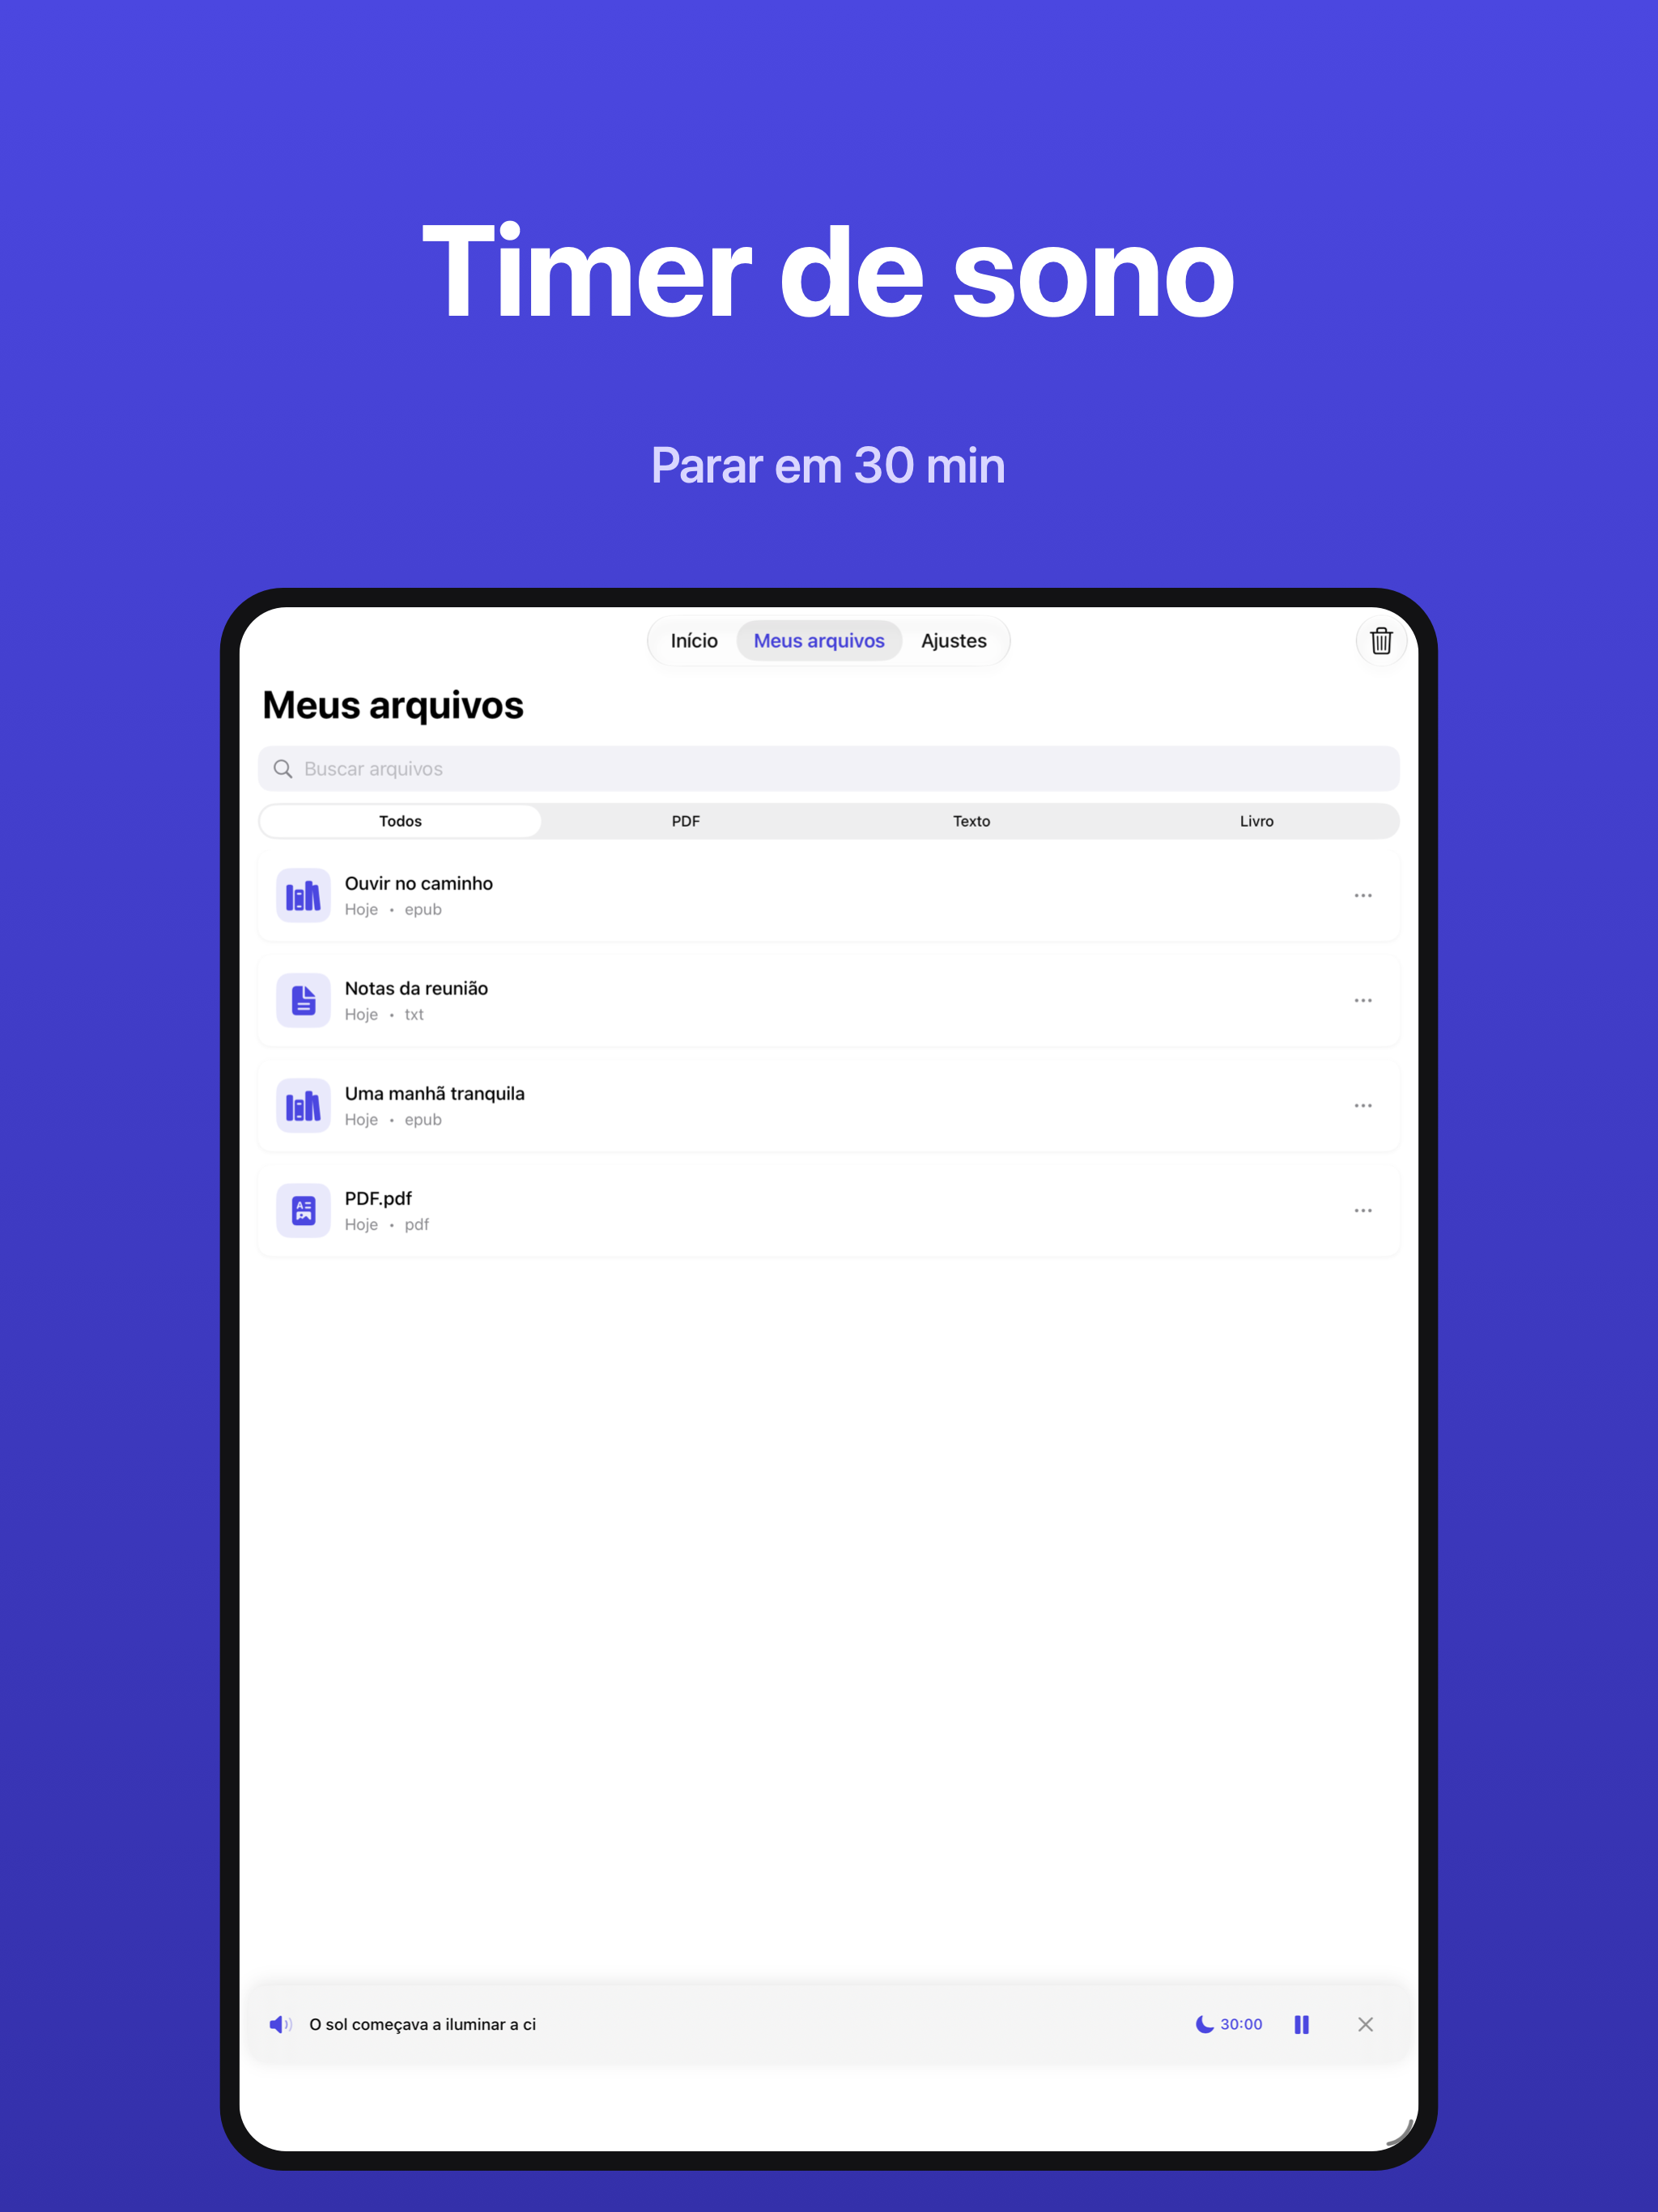 Timer de sono
Parar em 30 min
Início Meus arquivos Ajustes
Meus arquivos
Buscar arquivos
Todos PDF Texto Livro
Ouvir no caminho
Hoje • epub
Notas da reunião
Hoje • txt
Uma manhã tranquila
Hoje • epub
PDF.pdf
Hoje • pdf
O sol começava a iluminar a ci 30:00